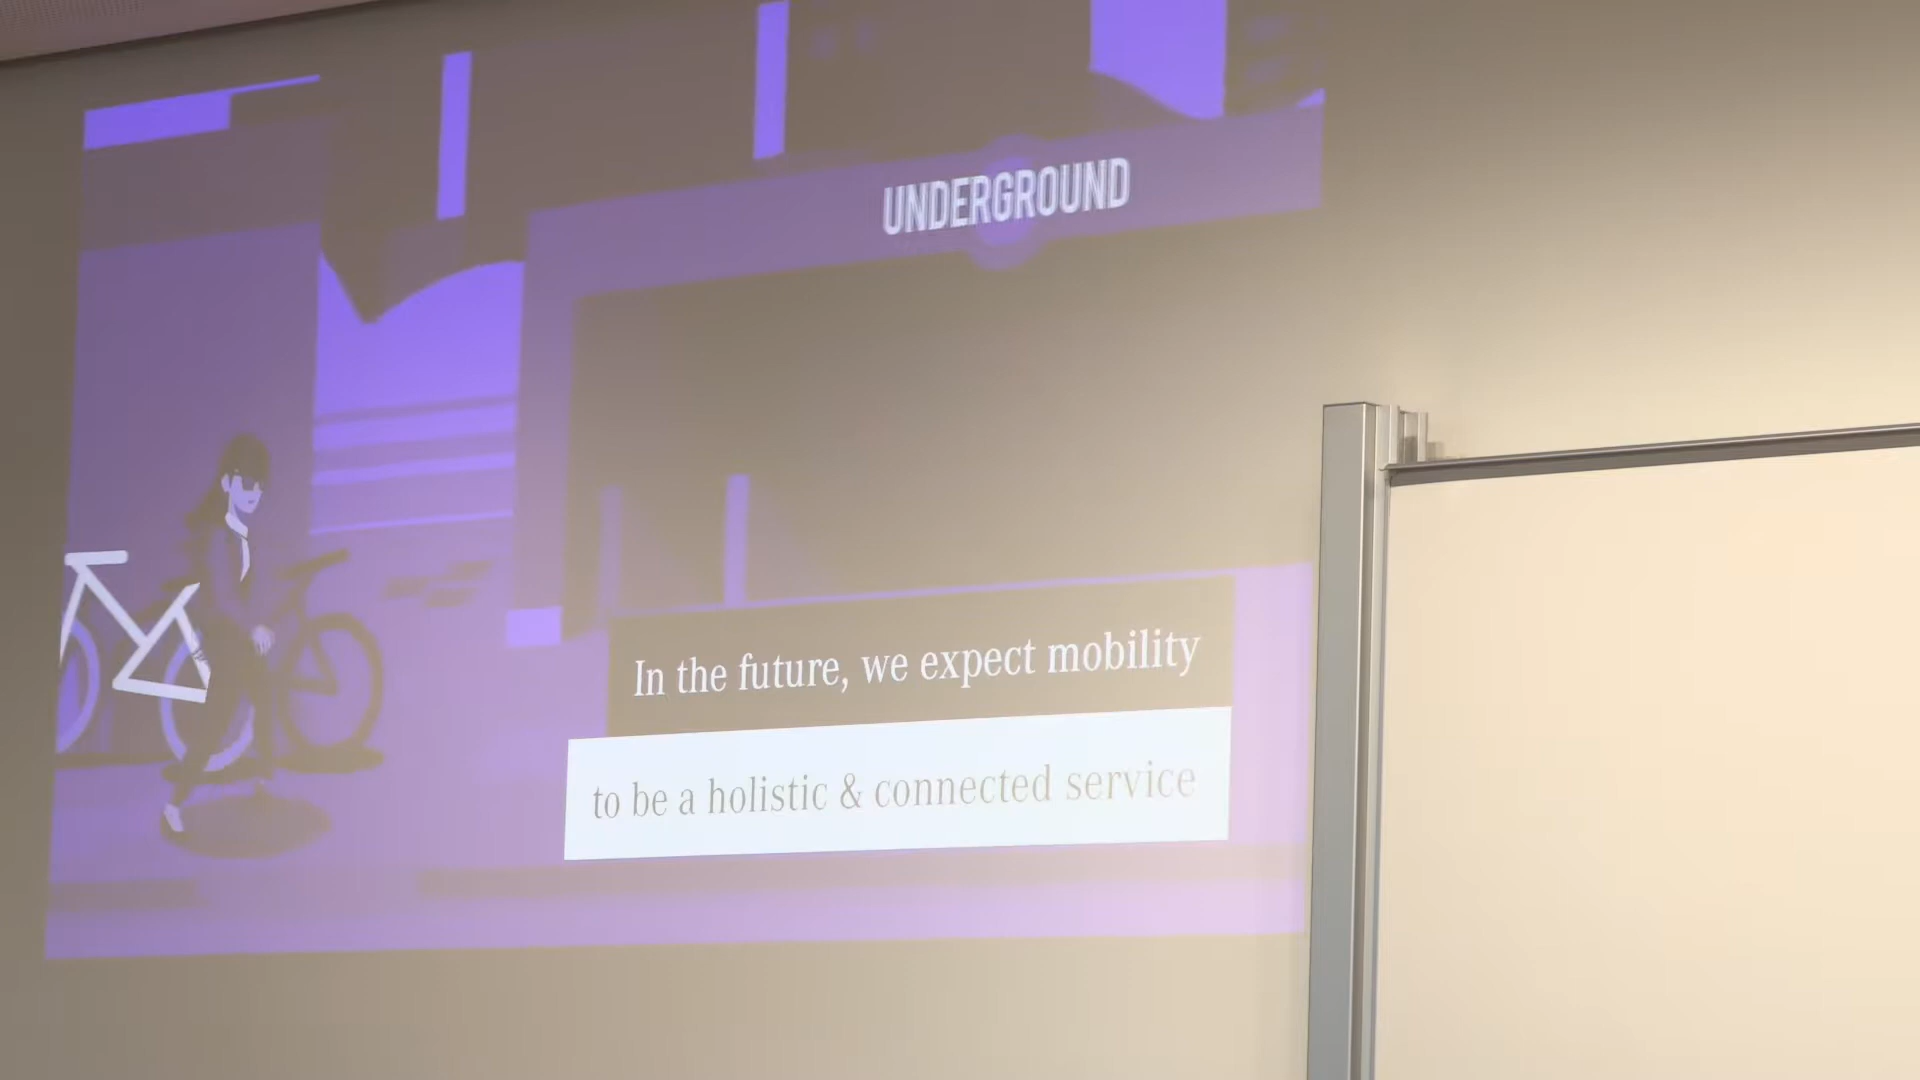 UNDERGROUND
In the future, we expect mobility
to be a holistic & connected service